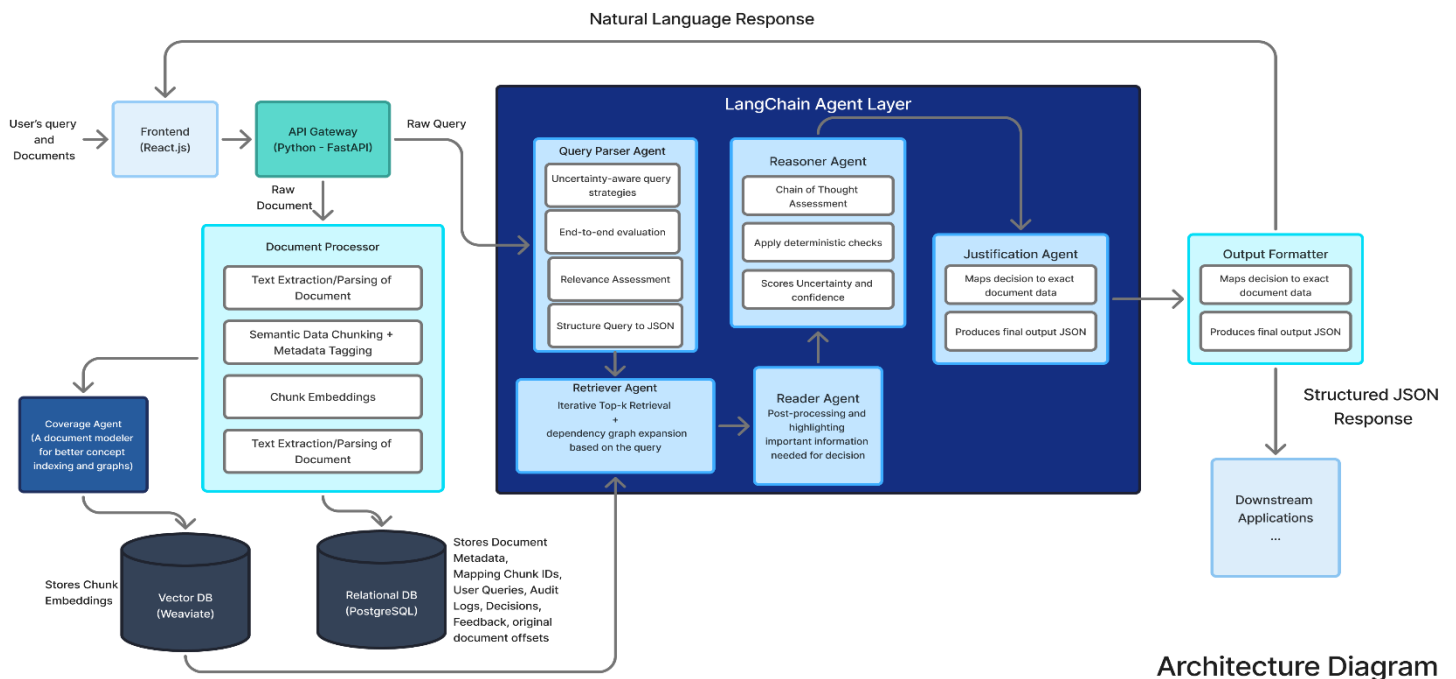 Natural Language Response
User's query
and
Documents
Frontend
(React.js)
API Gateway
(Python - FastAPI)
Raw Query
Raw
Document
Document Processor
Text Extraction/Parsing of
Document
Semantic Data Chunking +
Metadata Tagging
Chunk Embeddings
Text Extraction/Parsing of
Document
Coverage Agent
(A document modeler
for better concept
indexing and graphs)
Stores Chunk
Embeddings
Vector DB
(Weaviate)
Relational DB
(PostgreSQL)
Stores Document
Metadata,
Mapping Chunk IDs,
User Queries, Audit
Logs, Decisions,
Feedback, original
document offsets
LangChain Agent Layer
Query Parser Agent
Uncertainty-aware query
strategies
End-to-end evaluation
Relevance Assessment
Structure Query to JSON
Retriever Agent
Iterative Top-k Retrieval
+
dependency graph expansion
based on the query
Reader Agent
Post-processing and
highlighting
important information
needed for decision
Reasoner Agent
Chain of Thought
Assessment
Apply deterministic checks
Scores Uncertainty and
confidence
Justification Agent
Maps decision to exact
document data
Produces final output JSON
Output Formatter
Maps decision to exact
document data
Produces final output JSON
Structured JSON
Response
Downstream
Applications
...
Architecture Diagram